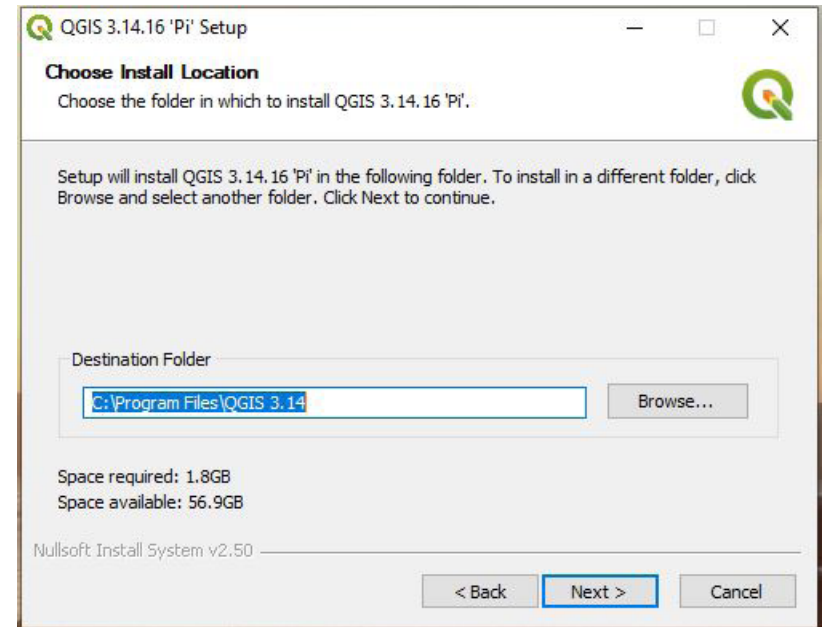 QGIS 3.14.16 'Pi' Setup
Choose Install Location
Choose the folder in which to install QGIS 3.14.16 'Pi'.
Setup will install QGIS 3.14.16 'Pi' in the following folder. To install in a different folder, click
Browse and select another folder. Click Next to continue.
Destination Folder
C:\Program Files\QGIS 3.14
Browse...
Space required: 1.8GB
Space available: 56.9GB
Nullsoft Install System v2.50
< Back Next > Cancel